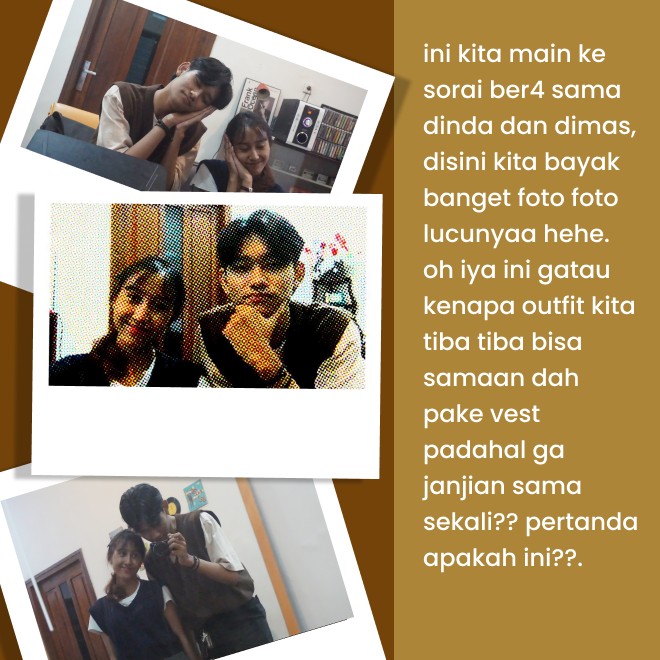 ini kita main ke
sorai ber4 sama
dinda dan dimas,
disini kita bayak
banget foto foto
lucunyaa hehe.
oh iya ini gatau
kenapa outfit kita
tiba tiba bisa
samaan dah
pake vest
padahal ga
janjian sama
sekali?? pertanda
apakah ini??.